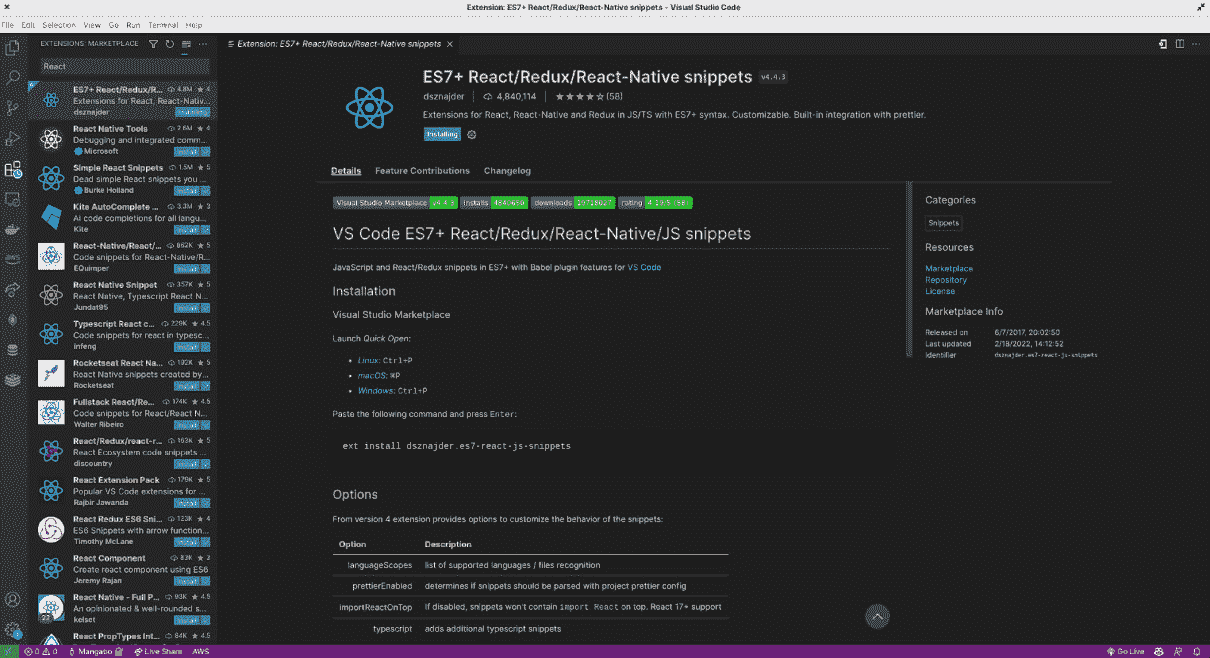 Extension: ES7+ React/Redux/React-Native snippets - Visual Studio Code
File Edit Selection View Go Run Terminal Help
EXTENSIONS: MARKETPLACE
Extension: ES7+ React/Redux/React-Native snippets
React
ES7+ React/Redux/R... 4.8M 4
Extensions for React, React-Nativ...
dsznajder
Installing
React Native Tools 2.6M 4
Debugging and integrated comm...
Microsoft
Install
Simple React Snippets 1.5M 5
Dead simple React snippets you ...
Burke Holland
Install
Kite AutoComplete ... 3.3M 3
AI code completions for all langu...
Kite
Install
React-Native/React/... 5
Code snippets for React-Native/R...
EQuimper
Install
React Native Snippet 357K 5
React Native, Typescript React N...
Jundat95
Install
Typescript React c... 4.5
Code snippets for react in typesc...
infeng
Install
Rocketseat React Na... 192K 5
React Native snippets created by...
Rocketseat
Install
Fullstack React/Re... 174K 4.5
Code snippets for React/React N...
Walter Ribeiro
Install
React/Redux/react-r... 163K 5
React Ecosystem code snippets ...
discountry
Install
React Extension Pack 179K 5
Popular VS Code extensions for ...
Rajbir Jawanda
Install
React Redux ES6 Sni... 123K 4
ES6 Snippets with arrow function...
Timothy McLane
Install
React Component 83K
Create react component using ES6
Jeremy Rajan
Install
React Native - Full P... 93K 4.5
An opinionated & well-rounded s...
kelset
Install
22
React PropTypes Int... 64K 4.5
ES7+ React/Redux/React-Native snippets v4.4.3
dsznajder 4,840,114 (58)
Extensions for React, React-Native and Redux in JS/TS with ES7+ syntax. Customizable. Built-in integration with prettier.
Installing
Details Feature Contributions Changelog
Visual Studio Marketplace v4.4.3 installs downloads rating
VS Code ES7+ React/Redux/React-Native/JS snippets
JavaScript and React/Redux snippets in ES7+ with Babel plugin features for VS Code
Installation
Visual Studio Marketplace
Launch Quick Open:
• Linux: Ctrl+P
• macOS: ⌘P
• Windows: Ctrl+P
Paste the following command and press Enter:
ext install dsznajder.es7-react-js-snippets
Options
From version 4 extension provides options to customize the behavior of the snippets:
Option Description
languageScopes list of supported languages / files recognition
prettierEnabled determines if snippets should be parsed with project prettier config
importReactOnTop If disabled, snippets won't contain import React on top. React 17+ support
typescript adds additional typescript snippets
Categories
Snippets
Resources
Marketplace
Repository
License
Marketplace Info
Released on 6/7/2017, 20:02:50
Last updated 2/18/2022, 14:12:52
Identifier dsznajder.es7-react-js-snippets
0 0 Mangabo Live Share AWS
Go Live